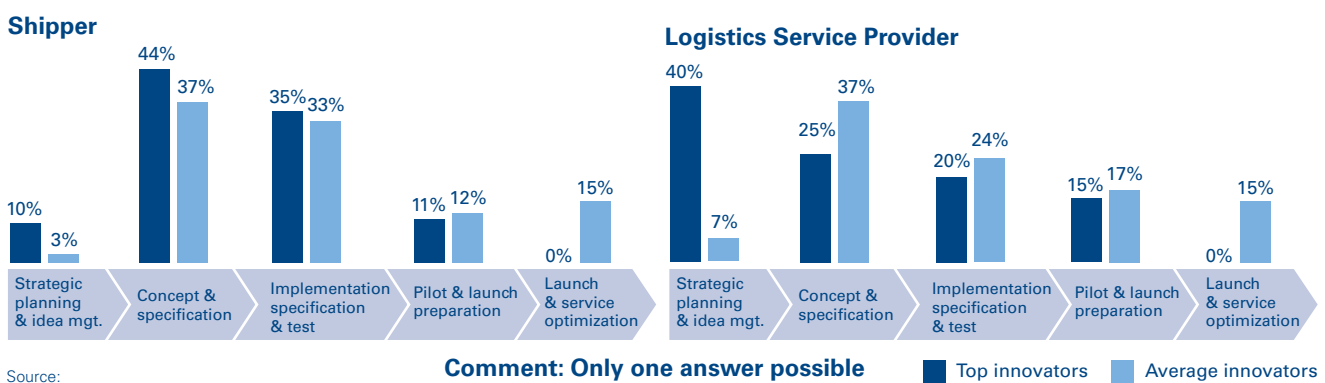 Shipper
44%
37%
35%
33%
10%
3%
11%
12%
15%
0%
Strategic
planning
& idea mgt.
Concept &
specification
Implementation
specification
& test
Pilot & launch
preparation
Launch
& service
optimization
Logistics Service Provider
40%
7%
25%
37%
20%
24%
15%
17%
15%
0%
Strategic
planning
& idea mgt.
Concept &
specification
Implementation
specification
& test
Pilot & launch
preparation
Launch
& service
optimization
Source:
Comment: Only one answer possible
Top innovators
Average innovators